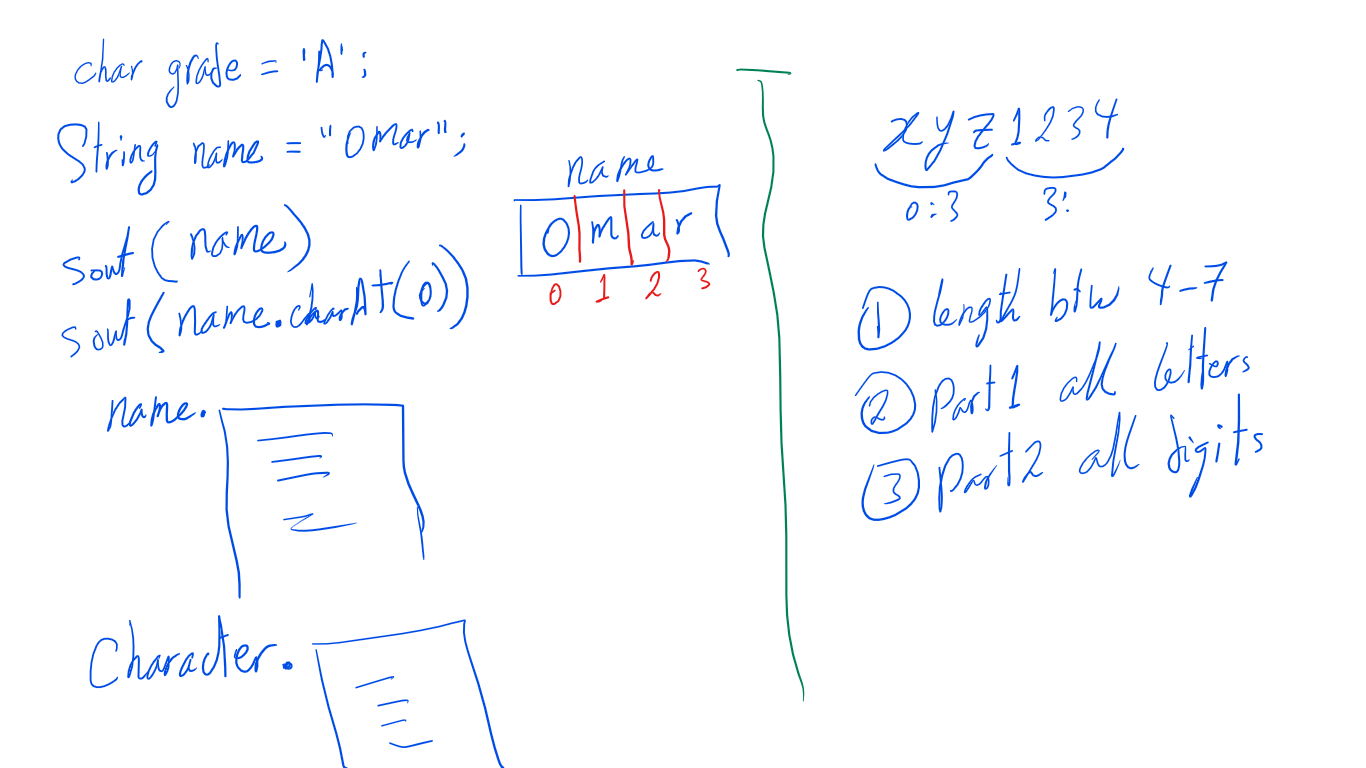 char grade = 'A';
String name = "Omar";
sout(name)
sout(name.charAt(0))
name
O m a r
0 1 2 3
name.
Character.
xyz1234
0:3 3:
① length btw 4-7
② Part1 all letters
③ Part2 all digits